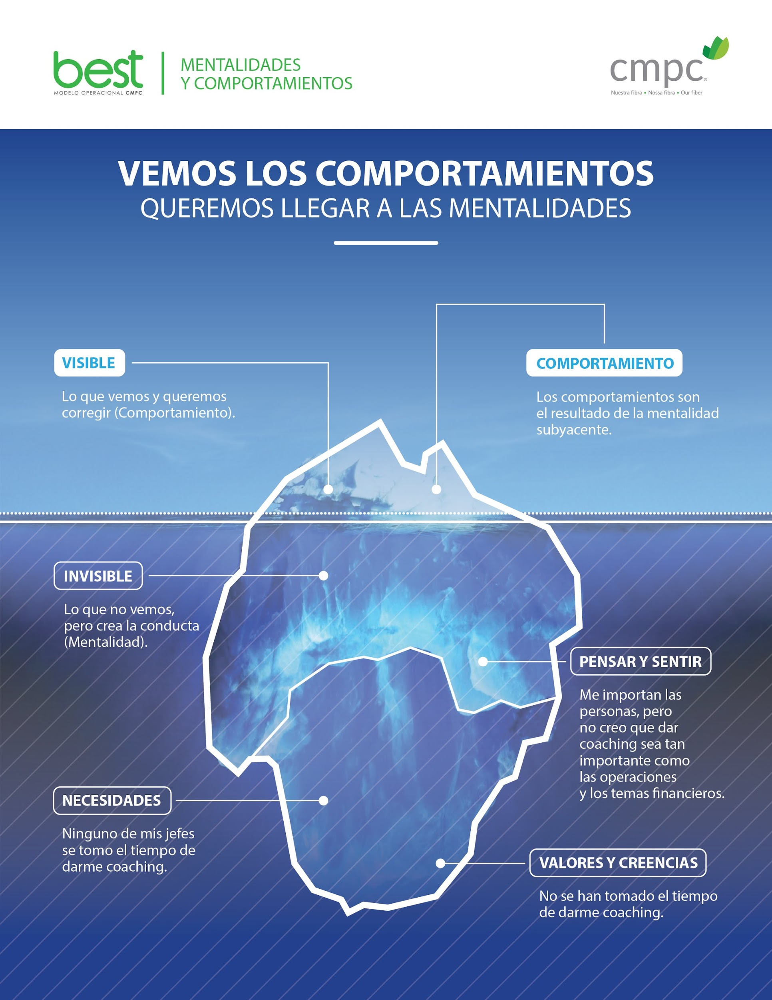 best
MODELO OPERACIONAL CMPC
MENTALIDADES
Y COMPORTAMIENTOS
cmpc®
Nuestra fibra • Nossa fibra • Our fiber
VEMOS LOS COMPORTAMIENTOS
QUEREMOS LLEGAR A LAS MENTALIDADES
VISIBLE
Lo que vemos y queremos
corregir (Comportamiento).
COMPORTAMIENTO
Los comportamientos son
el resultado de la mentalidad
subyacente.
INVISIBLE
Lo que no vemos,
pero crea la conducta
(Mentalidad).
PENSAR Y SENTIR
Me importan las
personas, pero
no creo que dar
coaching sea tan
importante como
las operaciones
y los temas financieros.
NECESIDADES
Ninguno de mis jefes
se tomo el tiempo de
darme coaching.
VALORES Y CREENCIAS
No se han tomado el tiempo
de darme coaching.